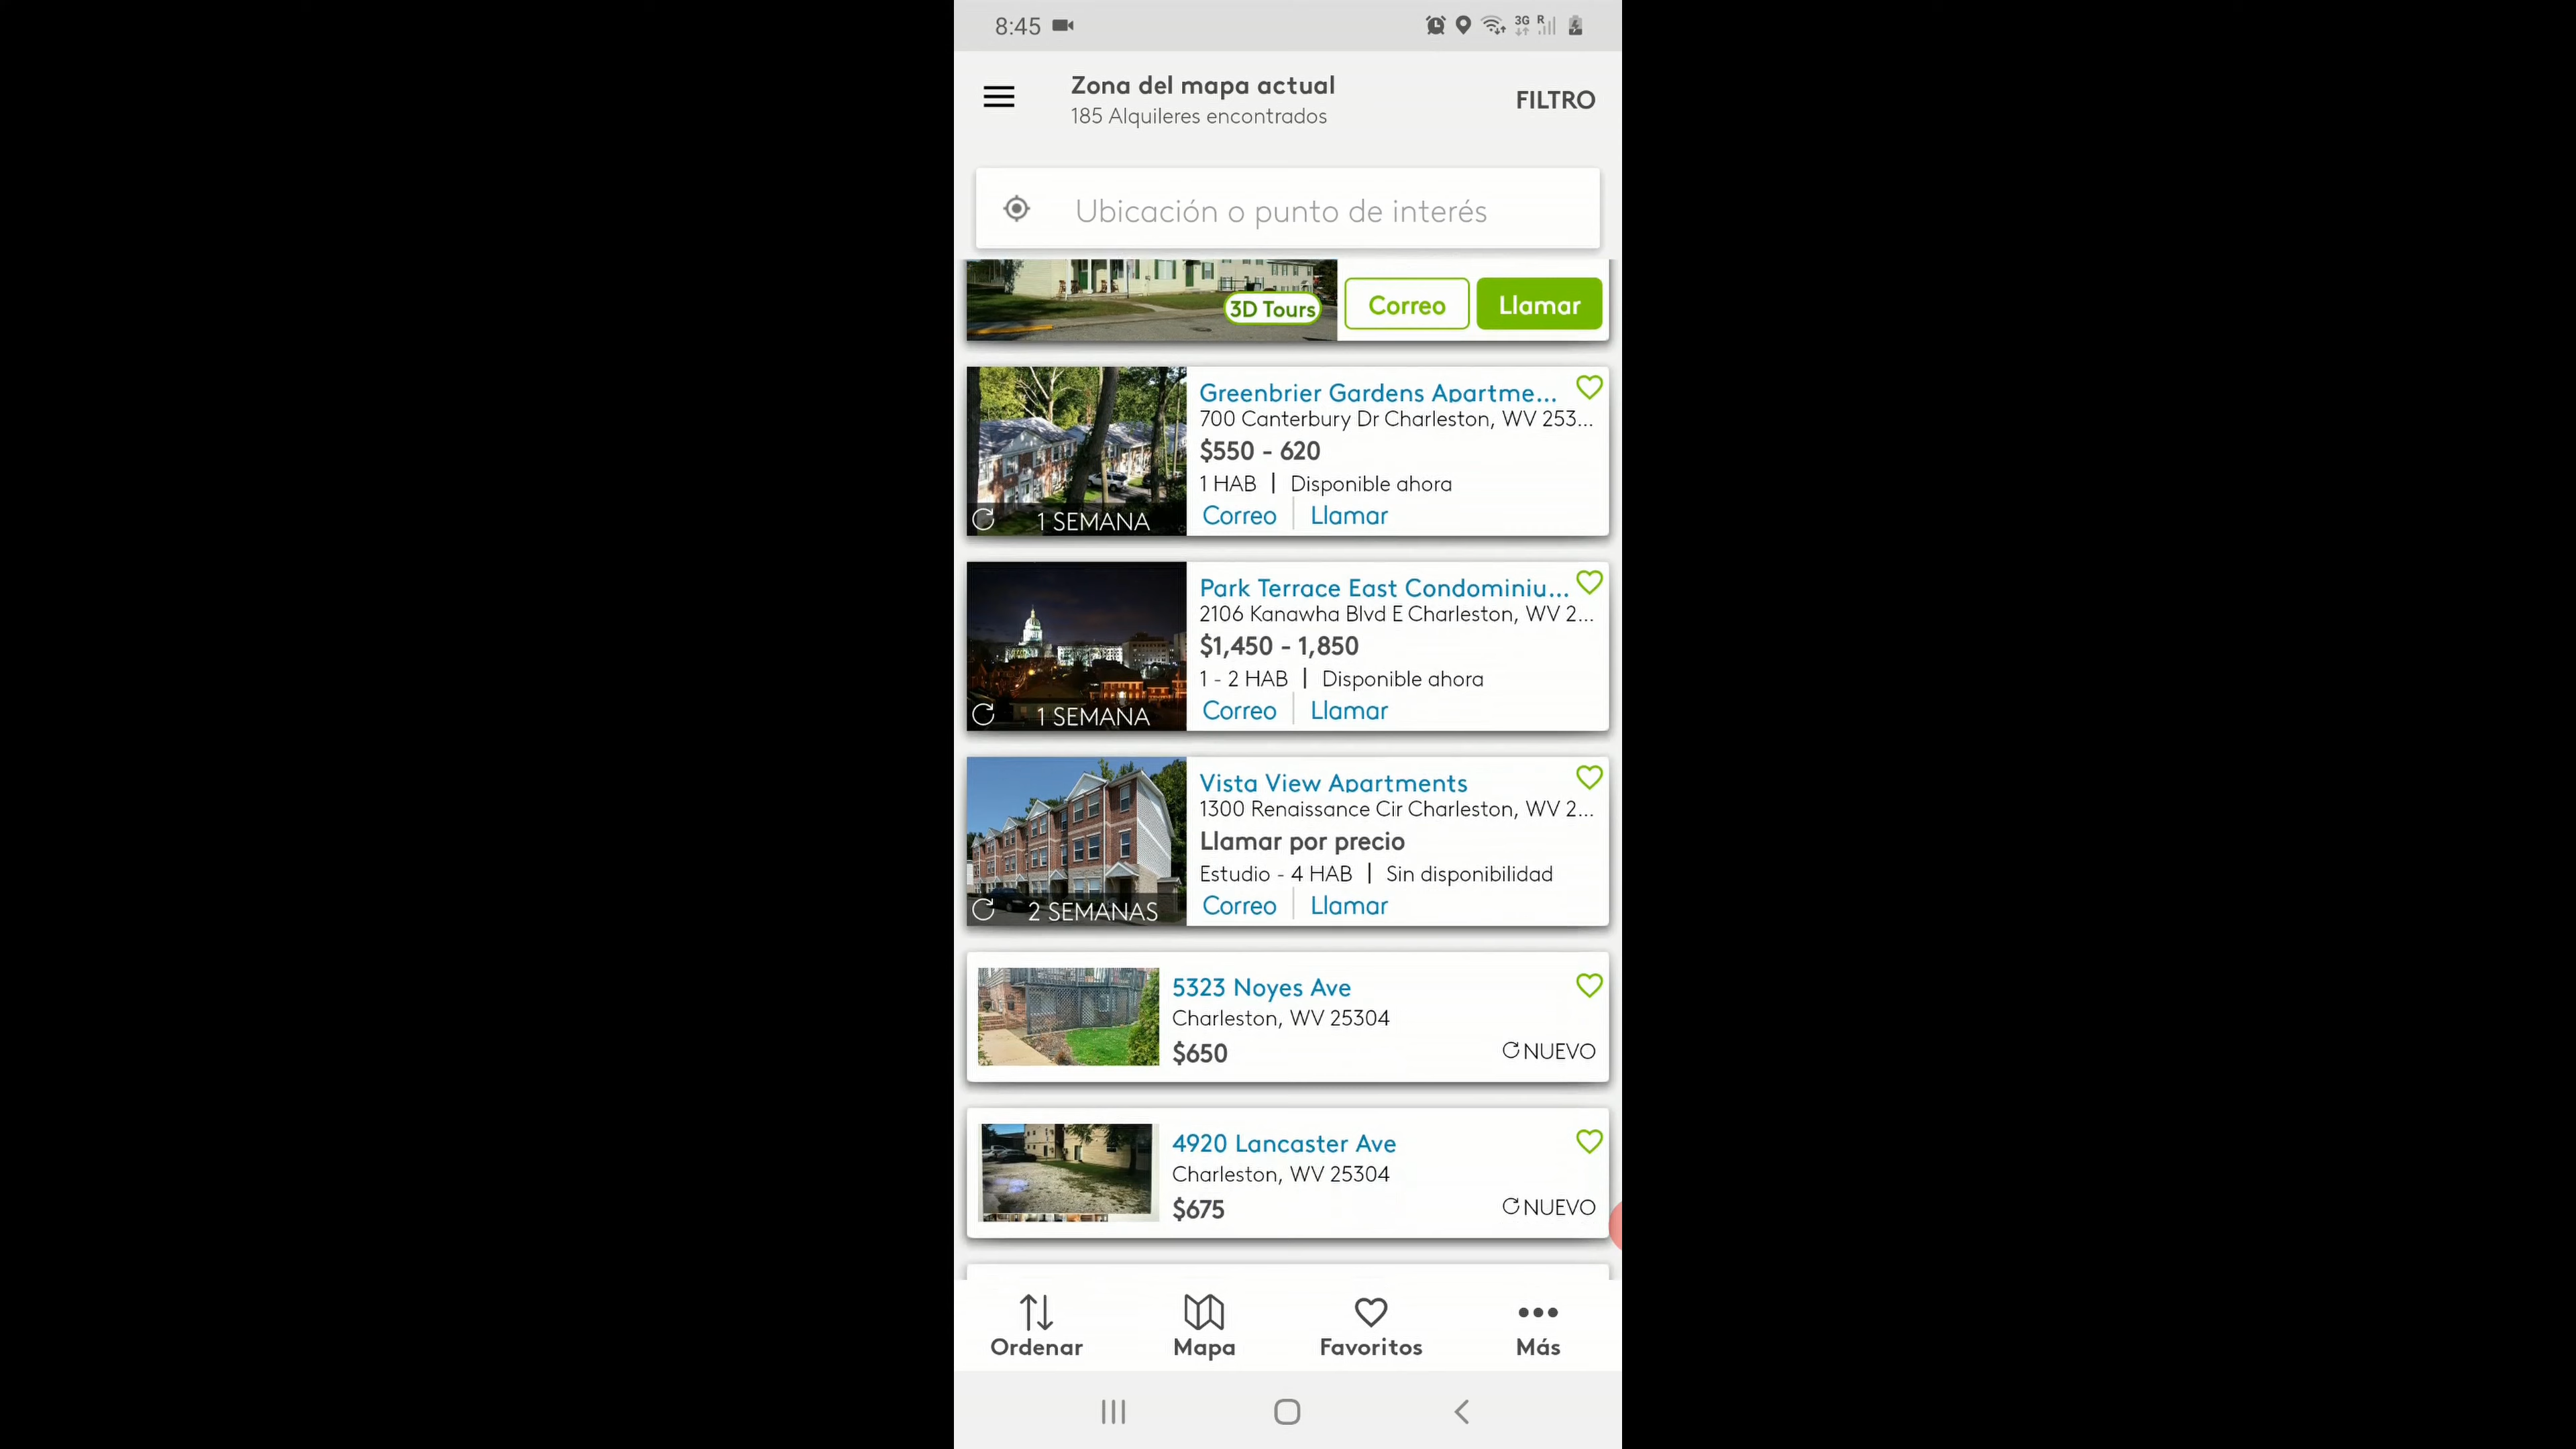 8:45
3G R
Zona del mapa actual
185 Alquileres encontrados
FILTRO
Ubicación o punto de interés
3D Tours
Correo
Llamar
Greenbrier Gardens Apartme...
700 Canterbury Dr Charleston, WV 253...
$550 - 620
1 HAB | Disponible ahora
Correo Llamar
1 SEMANA
Park Terrace East Condominiu...
2106 Kanawha Blvd E Charleston, WV 2...
$1,450 - 1,850
1 - 2 HAB | Disponible ahora
Correo Llamar
1 SEMANA
Vista View Apartments
1300 Renaissance Cir Charleston, WV 2...
Llamar por precio
Estudio - 4 HAB | Sin disponibilidad
Correo Llamar
2 SEMANAS
5323 Noyes Ave
Charleston, WV 25304
$650
NUEVO
4920 Lancaster Ave
Charleston, WV 25304
$675
NUEVO
Ordenar
Mapa
Favoritos
Más